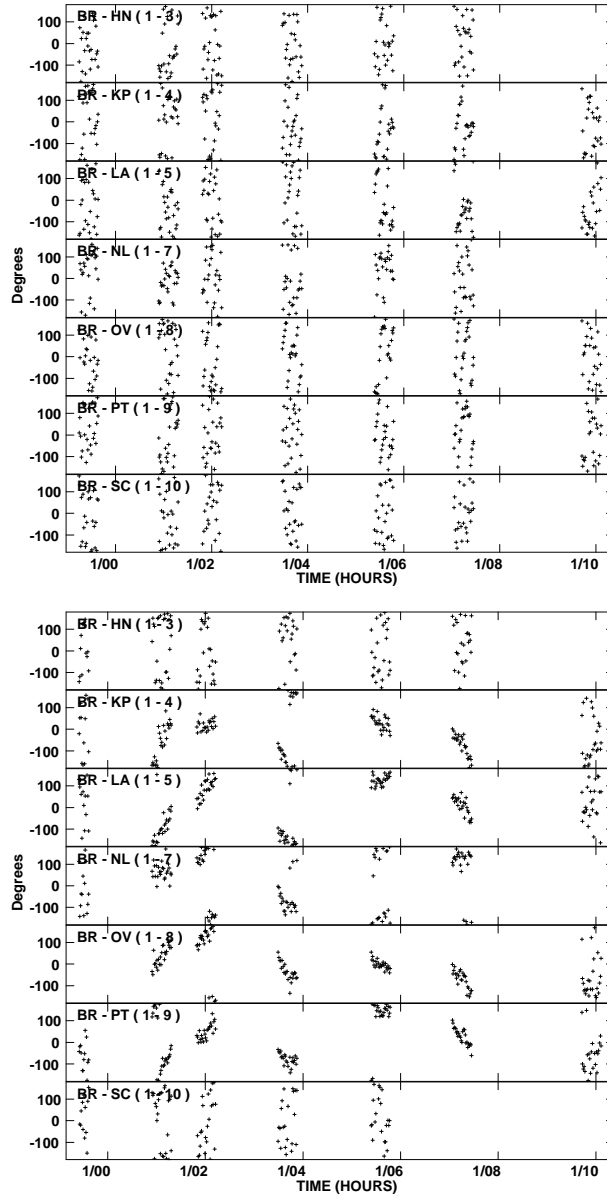 BR - HN ( 1 - 3 )
100
0
-100
BR - KP ( 1 - 4 )
100
0
-100
BR - LA ( 1 - 5 )
100
0
-100
BR - NL ( 1 - 7 )
100
0
-100
BR - OV ( 1 - 8 )
100
0
-100
BR - PT ( 1 - 9 )
100
0
-100
BR - SC ( 1 - 10 )
100
0
-100
Degrees
1/00 1/02 1/04 1/06 1/08 1/10
TIME (HOURS)
BR - HN ( 1 - 3 )
100
0
-100
BR - KP ( 1 - 4 )
100
0
-100
BR - LA ( 1 - 5 )
100
0
-100
BR - NL ( 1 - 7 )
100
0
-100
BR - OV ( 1 - 8 )
100
0
-100
BR - PT ( 1 - 9 )
100
0
-100
BR - SC ( 1 - 10 )
100
0
-100
Degrees
1/00 1/02 1/04 1/06 1/08 1/10
TIME (HOURS)